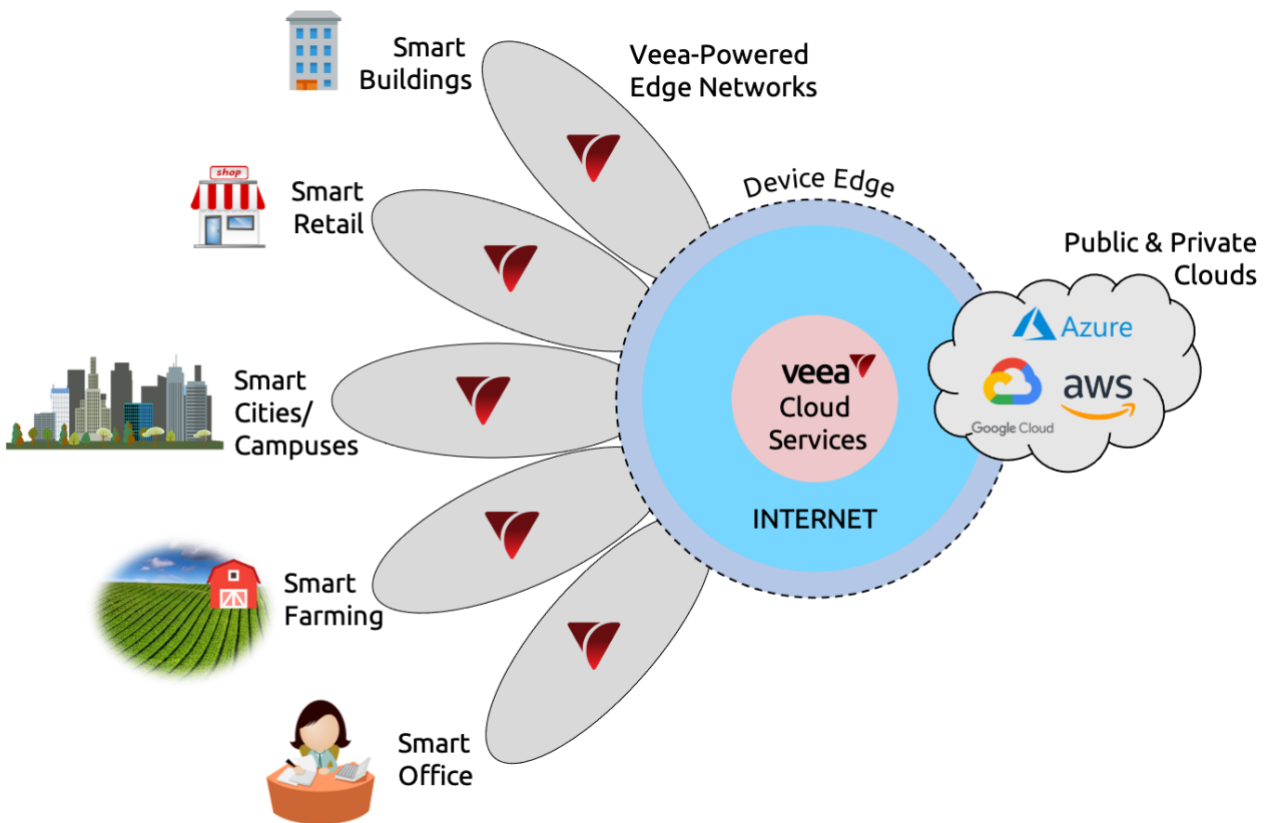 Smart
Buildings
Veea-Powered
Edge Networks
shop
Smart
Retail
Device Edge
Public & Private
Clouds
Azure
Google Cloud
aws
Smart
Cities/
Campuses
veea
Cloud
Services
INTERNET
Smart
Farming
Smart
Office